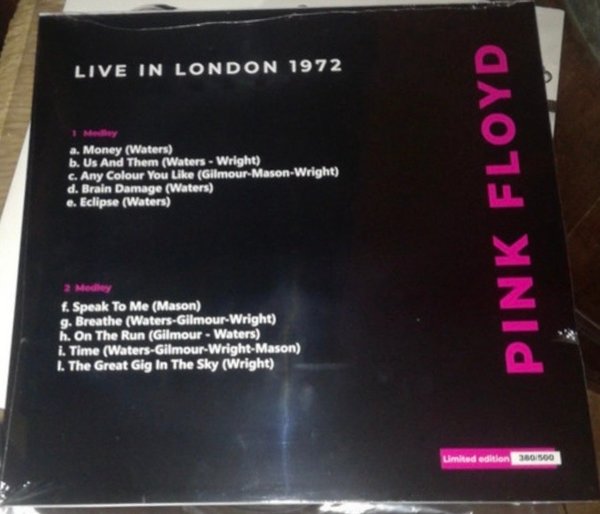 LIVE IN LONDON 1972
PINK FLOYD
1 Medley
a. Money (Waters)
b. Us And Them (Waters - Wright)
c. Any Colour You Like (Gilmour-Mason-Wright)
d. Brain Damage (Waters)
e. Eclipse (Waters)
2 Medley
f. Speak To Me (Mason)
g. Breathe (Waters-Gilmour-Wright)
h. On The Run (Gilmour - Waters)
i. Time (Waters-Gilmour-Wright-Mason)
l. The Great Gig In The Sky (Wright)
Limited edition 380/500